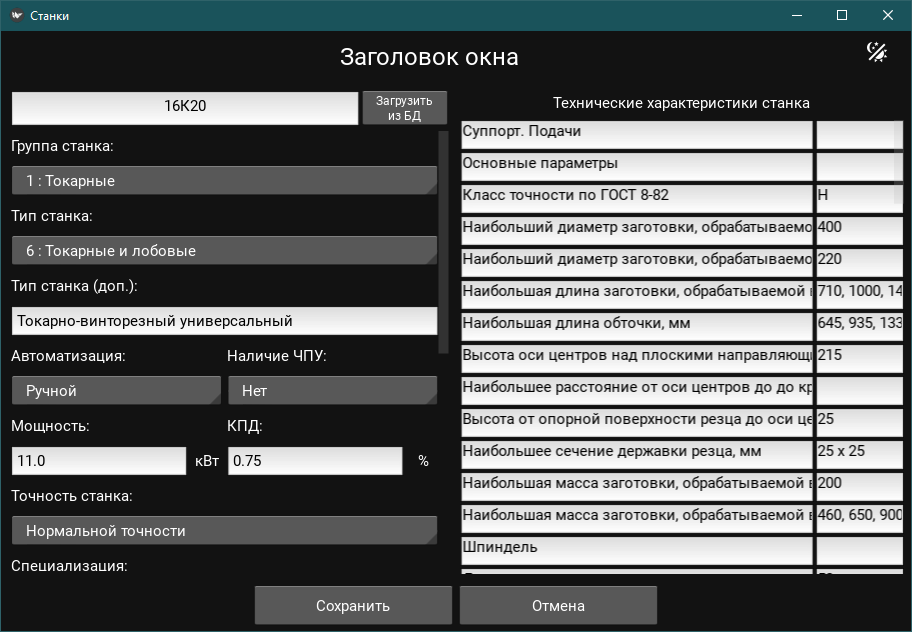 Станки
Заголовок окна
16К20
Загрузить
из БД
Группа станка:
1 : Токарные
Тип станка:
6 : Токарные и лобовые
Тип станка (доп.):
Токарно-винторезный универсальный
Автоматизация: Наличие ЧПУ:
Ручной Нет
Мощность: КПД:
11.0 кВт 0.75 %
Точность станка:
Нормальной точности
Специализация:
Технические характеристики станка
Суппорт. Подачи
Основные параметры
Класс точности по ГОСТ 8-82 Н
Наибольший диаметр заготовки, обрабатываемо 400
Наибольший диаметр заготовки, обрабатываемо 220
Наибольшая длина заготовки, обрабатываемой 710, 1000, 14
Наибольшая длина обточки, мм 645, 935, 133
Высота оси центров над плоскими направляющ 215
Наибольшее расстояние от оси центров до до кр
Высота от опорной поверхности резца до оси це 25
Наибольшее сечение державки резца, мм 25 x 25
Наибольшая масса заготовки, обрабатываемой в 200
Наибольшая масса заготовки, обрабатываемой в 460, 650, 900
Шпиндель
Сохранить Отмена